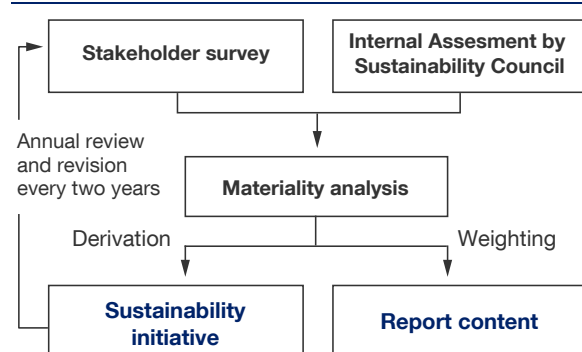 Stakeholder survey
Internal Assesment by
Sustainability Council
Annual review
and revision
every two years
Materiality analysis
Derivation
Weighting
Sustainability
initiative
Report content